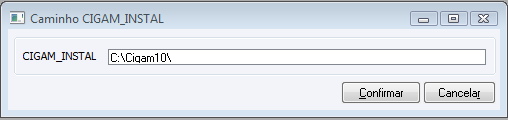 Caminho CIGAM_INSTAL
CIGAM_INSTAL C:\Cigam10\
Confirmar Cancelar